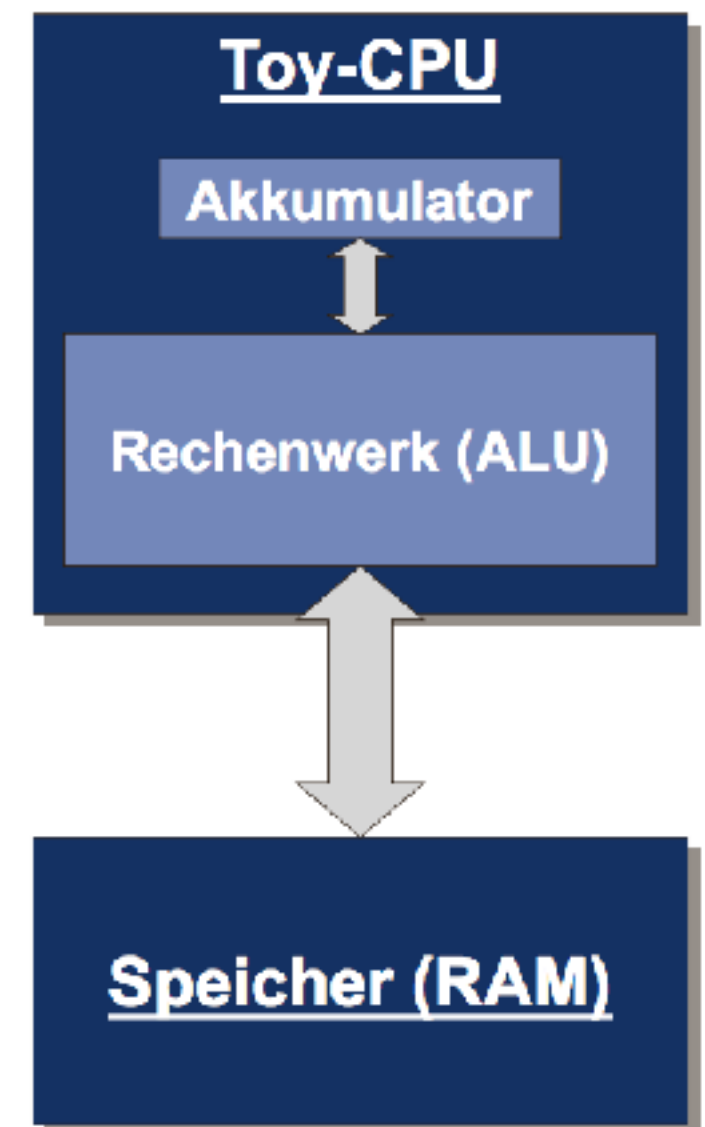 Toy-CPU
Akkumulator
Rechenwerk (ALU)
Speicher (RAM)